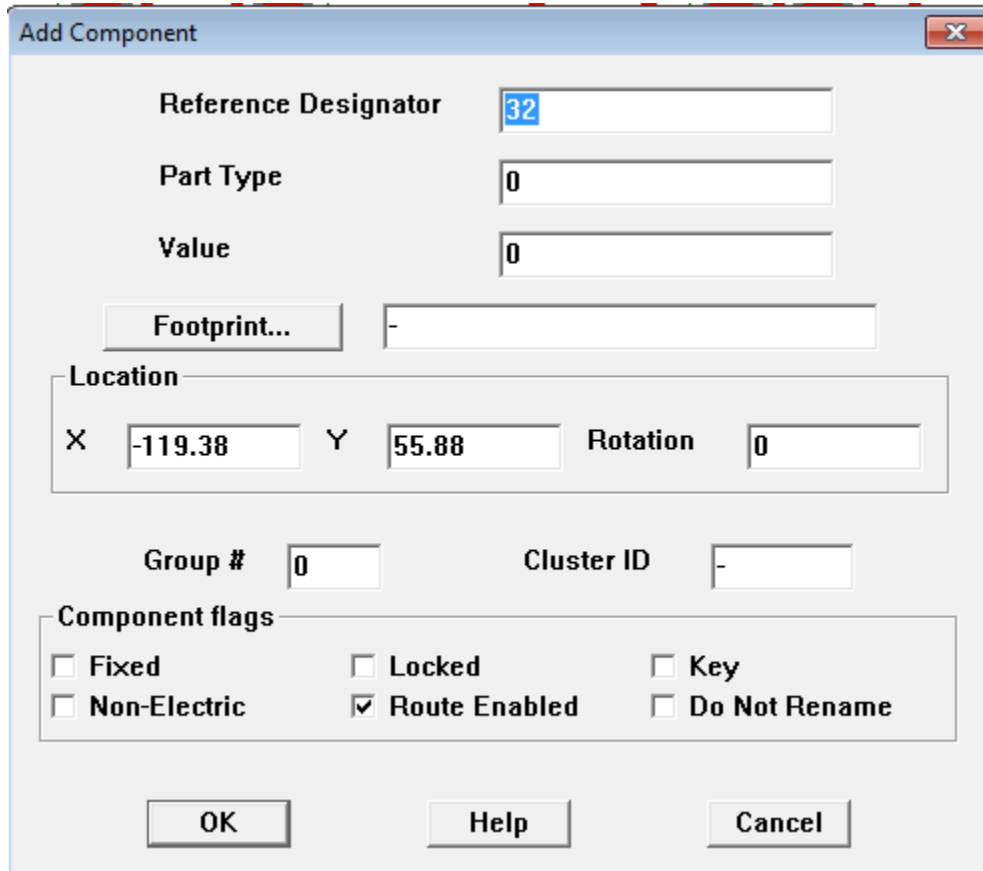 Add Component
Reference Designator 32
Part Type 0
Value 0
Footprint... -
Location
X -119.38 Y 55.88 Rotation 0
Group # 0 Cluster ID -
Component flags
Fixed Locked Key
Non-Electric Route Enabled Do Not Rename
OK Help Cancel